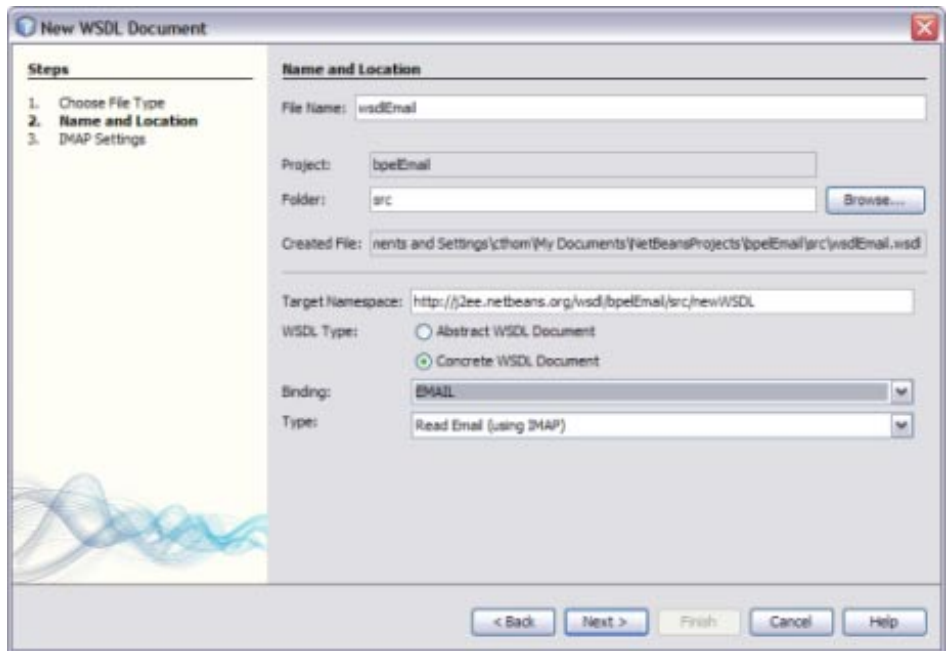 New WSDL Document
Steps
1. Choose File Type
2. Name and Location
3. IMAP Settings
Name and Location
File Name: wsdlEmail
Project: bpelEmail
Folder: src Browse...
Created File: nents and Settings\cthom\My Documents\NetBeansProjects\bpelEmail\src\wsdlEmail.wsdl
Target Namespace: http://j2ee.netbeans.org/wsdl/bpelEmail/src/newWSDL
WSDL Type: Abstract WSDL Document
Concrete WSDL Document
Binding: EMAIL
Type: Read Email (using IMAP)
< Back Next > Finish Cancel Help